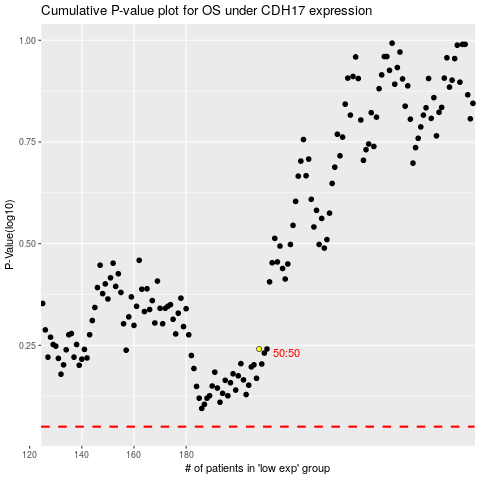 Cumulative P-value plot for OS under CDH17 expression
P-Value(log10)
1.00
0.75
0.50
0.25
50:50
120 140 160 180
# of patients in 'low exp' group